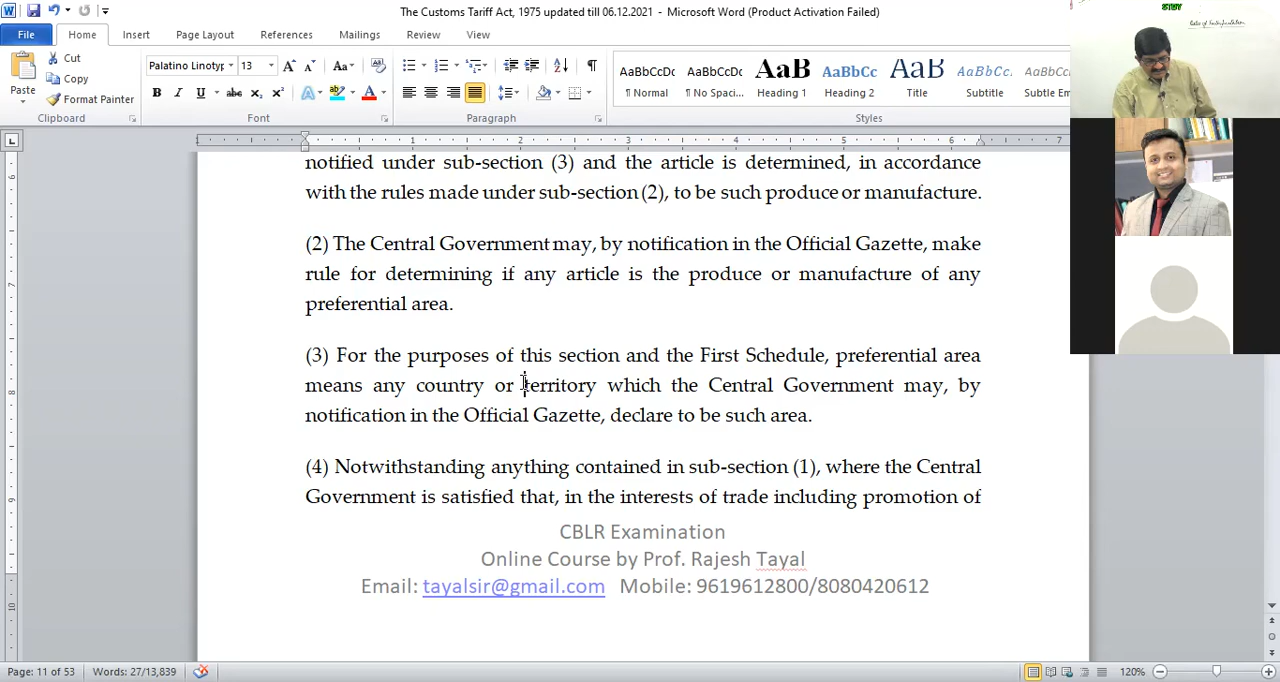 The Customs Tariff Act, 1975 updated till 06.12.2021 - Microsoft Word (Product Activation Failed)
File Home Insert Page Layout References Mailings Review View
Cut
Copy
Format Painter
Paste
Palatino Linotyp 13
AaBbCcDc AaBbCcDc AaB AaBbCc AaB AaBbCc. AaBbCcDc
¶ Normal ¶ No Spaci... Heading 1 Heading 2 Title Subtitle Subtle Em
Clipboard Font Paragraph Styles
STUDY
notified under sub-section (3) and the article is determined, in accordance
with the rules made under sub-section (2), to be such produce or manufacture.
(2) The Central Government may, by notification in the Official Gazette, make
rule for determining if any article is the produce or manufacture of any
preferential area.
(3) For the purposes of this section and the First Schedule, preferential area
means any country or territory which the Central Government may, by
notification in the Official Gazette, declare to be such area.
(4) Notwithstanding anything contained in sub-section (1), where the Central
Government is satisfied that, in the interests of trade including promotion of
CBLR Examination
Online Course by Prof. Rajesh Tayal
Email: tayalsir@gmail.com Mobile: 9619612800/8080420612
Page: 11 of 53 Words: 27/13,839 120%